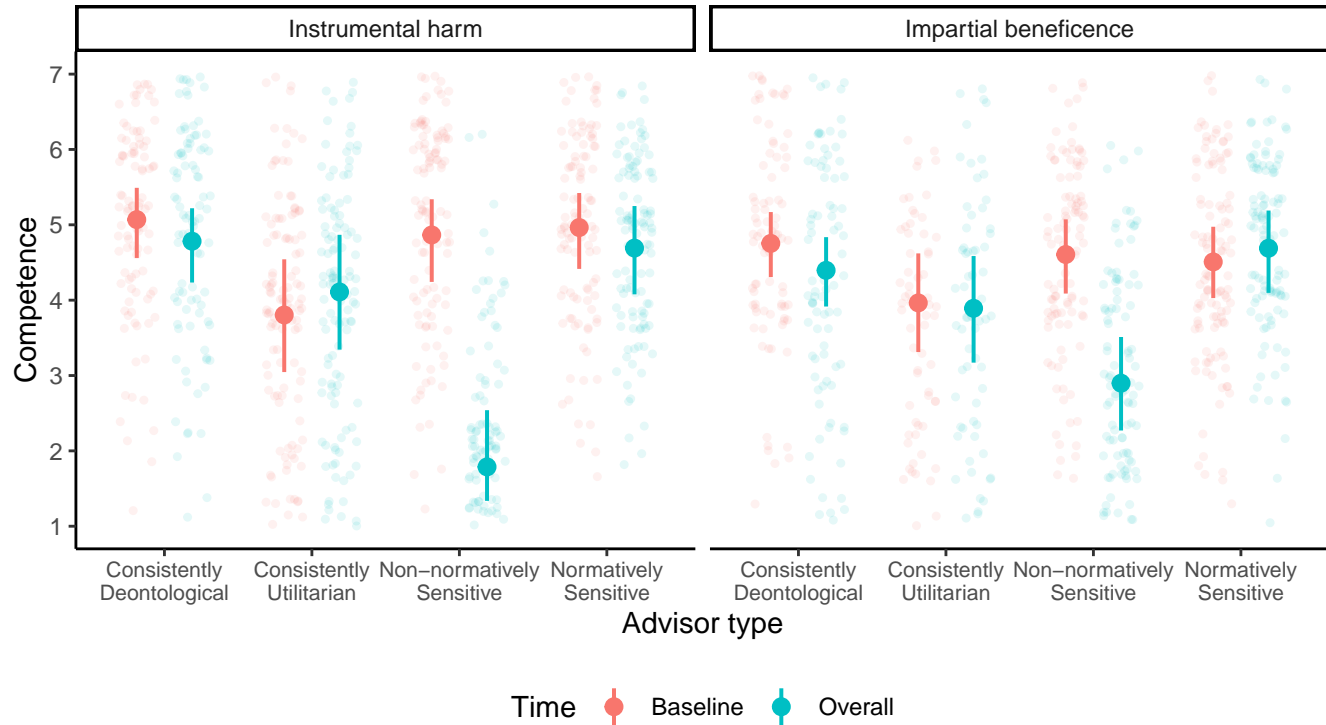 Instrumental harm
Impartial beneficence
Competence
7
6
5
4
3
2
1
Consistently Deontological
Consistently Utilitarian
Non−normatively Sensitive
Normatively Sensitive
Consistently Deontological
Consistently Utilitarian
Non−normatively Sensitive
Normatively Sensitive
Advisor type
Time Baseline Overall